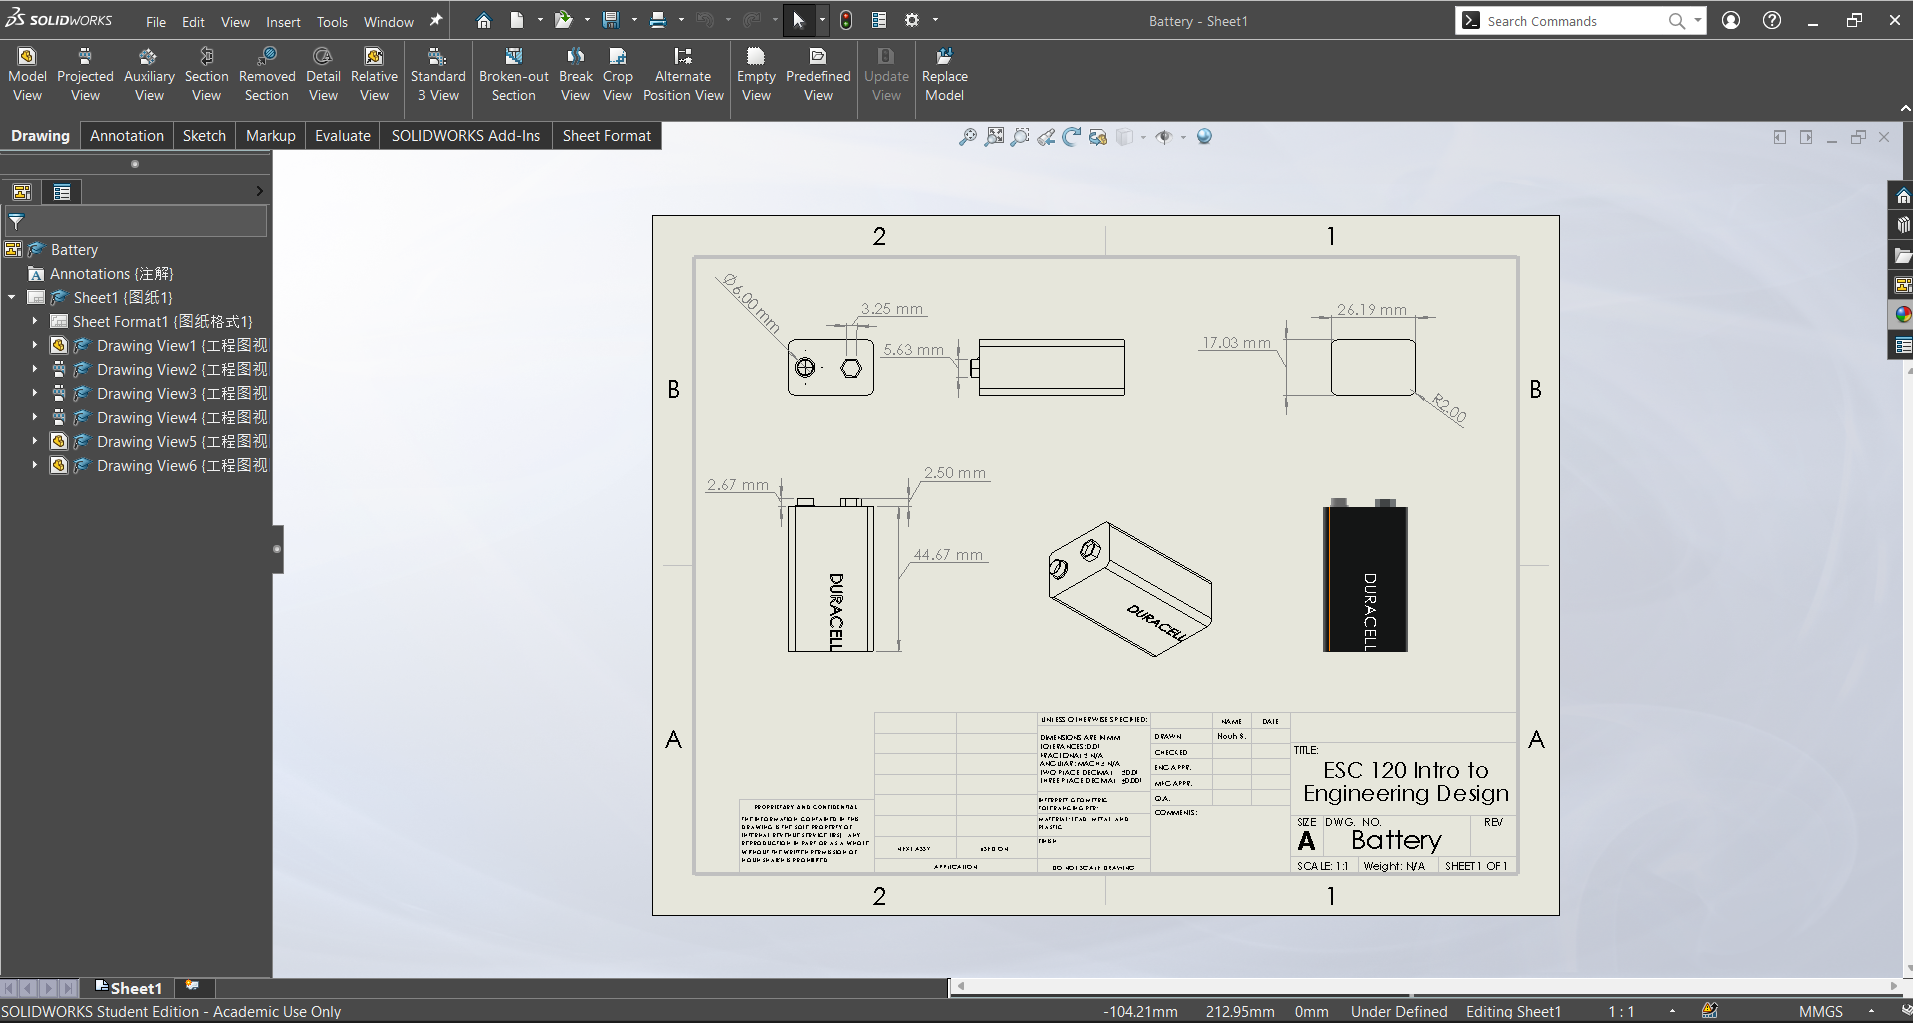 SOLIDWORKS File Edit View Insert Tools Window Battery - Sheet1 Search Commands
Model View
Projected View
Auxiliary View
Section View
Removed Section
Detail View
Relative View
Standard 3 View
Broken-out Section
Break View
Crop View
Alternate Position View
Empty View
Predefined View
Update View
Replace Model
Drawing Annotation Sketch Markup Evaluate SOLIDWORKS Add-Ins Sheet Format
Battery
Annotations {注解}
Sheet1 {图纸1}
Sheet Format1 {图纸格式1}
Drawing View1 {工程图视
Drawing View2 {工程图视
Drawing View3 {工程图视
Drawing View4 {工程图视
Drawing View5 {工程图视
Drawing View6 {工程图视
2 1
B B
A A
2 1
Ø6.00 mm
3.25 mm
5.63 mm
26.19 mm
17.03 mm
R2.00
2.67 mm
2.50 mm
44.67 mm
DURACELL
DURACELL
DURACELL
UNLESS OTHERWISE SPECIFIED:
DIMENSIONS ARE IN MM
TOLERANCES:0.01
FRACTIONAL± N/A
ANGULAR: MACH± N/A
TWO PLACE DECIMAL ±0.01
THREE PLACE DECIMAL ±0.001
INTERPRET GEOMETRIC
TOLERANCING PER:
MATERIAL: LEAD, METAL, AND
PLASTIC
FINISH
DO NOT SCALE DRAWING
NAME DATE
DRAWN Nouh S.
CHECKED
ENG APPR.
MFG APPR.
Q.A.
COMMENTS:
TITLE:
ESC 120 Intro to
Engineering Design
SIZE DWG. NO. REV
A Battery
SCALE: 1:1 Weight: N/A SHEET 1 OF 1
PROPRIETARY AND CONFIDENTIAL
THE INFORMATION CONTAINED IN THIS
DRAWING IS THE SOLE PROPERTY OF
INTERNAL REVENUE SERVICE (IRS). ANY
REPRODUCTION IN PART OR AS A WHOLE
WITHOUT THE WRITTEN PERMISSION OF
IS PROHIBITED.
NEXT ASSY USED ON
APPLICATION
Sheet1
SOLIDWORKS Student Edition - Academic Use Only
-104.21mm 212.95mm 0mm Under Defined Editing Sheet1 1 : 1 MMGS